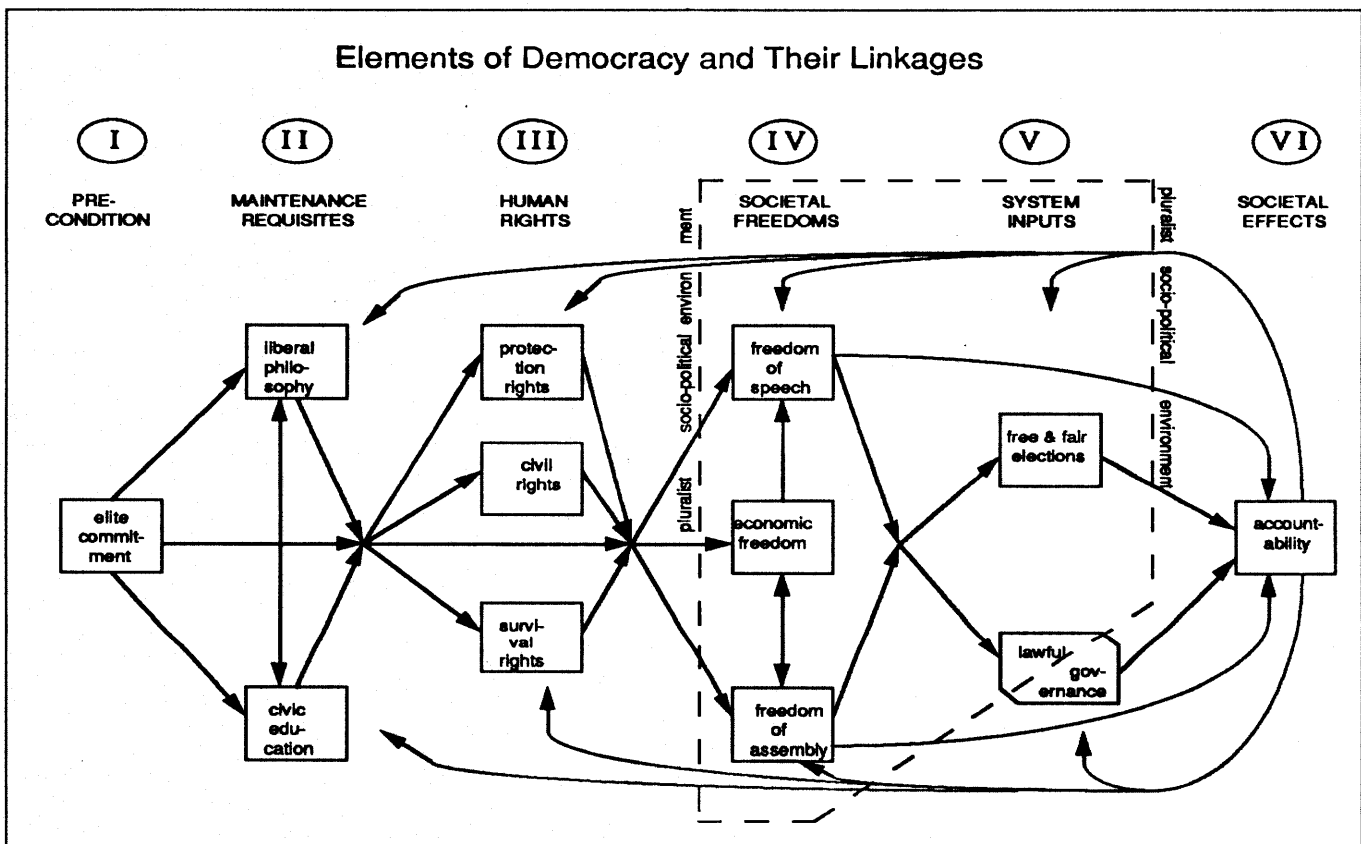 Elements of Democracy and Their Linkages
I
II
III
IV
V
VI
PRE-
CONDITION
MAINTENANCE
REQUISITES
HUMAN
RIGHTS
SOCIETAL
FREEDOMS
SYSTEM
INPUTS
SOCIETAL
EFFECTS
pluralist socio-political environ ment
pluralist socio-political environment
elite
commit-
ment
liberal
philo-
sophy
civic
edu-
cation
protec-
tion
rights
civil
rights
survi-
val
rights
freedom
of
speech
economic
freedom
freedom
of
assembly
free & fair
elections
lawful
gov-
ernance
account-
ability